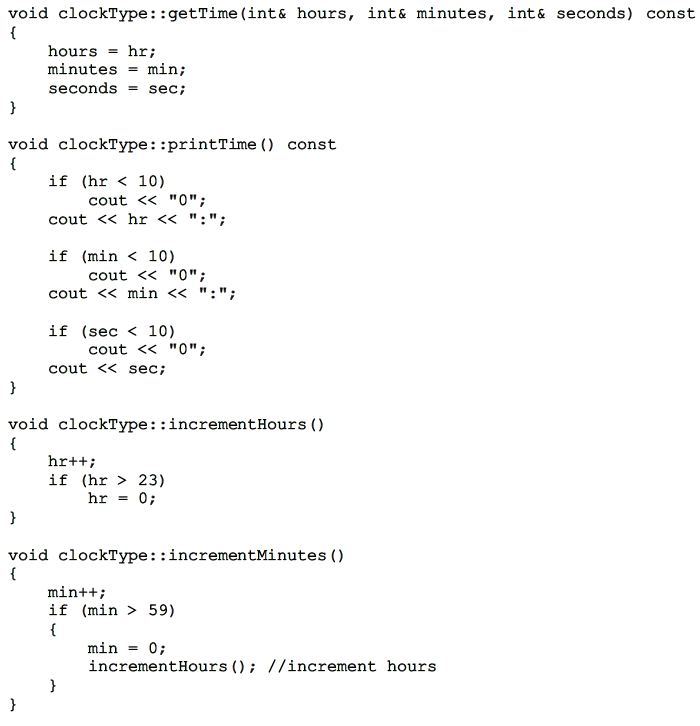 void clockType::getTime(int& hours, int& minutes, int& seconds) const
{
    hours = hr;
    minutes = min;
    seconds = sec;
}

void clockType::printTime() const
{
    if (hr < 10)
        cout << "0";
    cout << hr << ":";

    if (min < 10)
        cout << "0";
    cout << min << ":";

    if (sec < 10)
        cout << "0";
    cout << sec;
}

void clockType::incrementHours()
{
    hr++;
    if (hr > 23)
        hr = 0;
}

void clockType::incrementMinutes()
{
    min++;
    if (min > 59)
    {
        min = 0;
        incrementHours(); //increment hours
    }
}